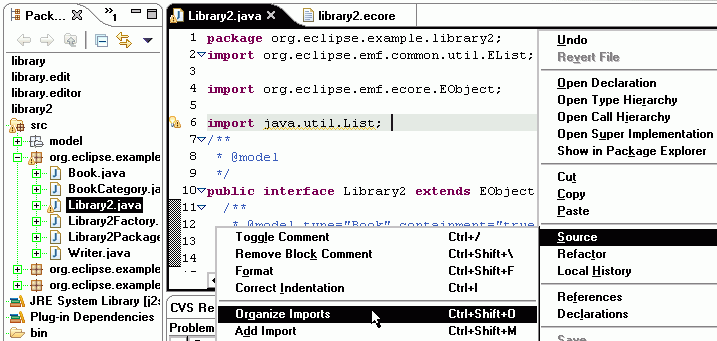 Pack...
»1
library
library.edit
library.editor
library2
src
model
org.eclipse.example
Book.java
BookCategory.ja
Library2.java
Library2Factory.
Library2Package
Writer.java
org.eclipse.example
org.eclipse.example
JRE System Library [j2s
Plug-in Dependencies
bin
Library2.java
library2.ecore
1 package org.eclipse.example.library2;
2 import org.eclipse.emf.common.util.EList;
3
4 import org.eclipse.emf.ecore.EObject;
5
6 import java.util.List;
7 /**
8 * @model
9 */
10 public interface Library2 extends EObject
11 /**
12 * @model type="Book" containment="true
13
14
CVS Re
Problem
Toggle Comment Ctrl+/
Remove Block Comment Ctrl+Shift+\
Format Ctrl+Shift+F
Correct Indentation Ctrl+I
Organize Imports Ctrl+Shift+O
Add Import Ctrl+Shift+M
Undo
Revert File
Open Declaration
Open Type Hierarchy
Open Call Hierarchy
Open Super Implementation
Show in Package Explorer
Cut
Copy
Paste
Source
Refactor
Local History
References
Declarations
Save